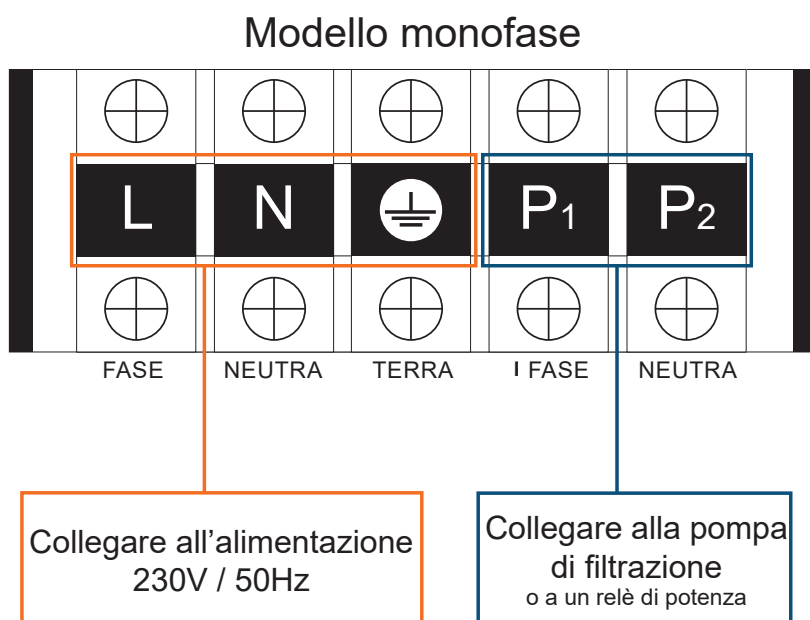 Modello monofase
L N P1 P2
FASE NEUTRA TERRA I FASE NEUTRA
Collegare all’alimentazione
230V / 50Hz
Collegare alla pompa
di filtrazione
o a un relè di potenza